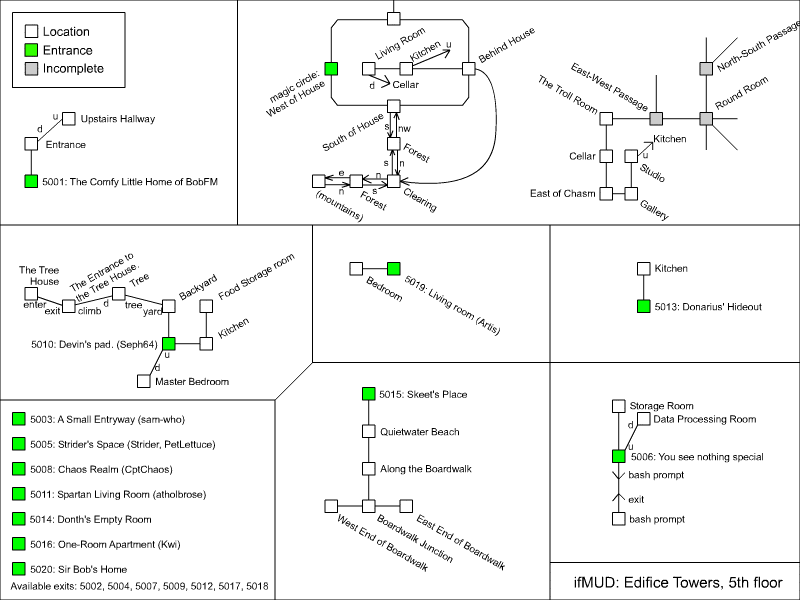 Location
Entrance
Incomplete
u
Upstairs Hallway
d
Entrance
5001: The Comfy Little Home of BobFM
magic circle:
West of House
Living Room
Kitchen
u
d
Cellar
Behind House
South of House
s
nw
Forest
s
n
e
n
n
s
(mountains)
Forest
Clearing
North-South Passage
East-West Passage
Round Room
The Troll Room
Kitchen
Cellar
u
Studio
East of Chasm
Gallery
The Tree
House
The Entrance to
the Tree House.
Tree
Backyard
Food Storage room
enter
exit
climb
d
tree
yard
Kitchen
5010: Devin's pad. (Seph64)
u
d
Master Bedroom
Bedroom
5019: Living room (Artis)
Kitchen
5013: Donarius' Hideout
5003: A Small Entryway (sam-who)
5005: Strider's Space (Strider, PetLettuce)
5008: Chaos Realm (CptChaos)
5011: Spartan Living Room (atholbrose)
5014: Donth's Empty Room
5016: One-Room Apartment (Kwi)
5020: Sir Bob's Home
Available exits: 5002, 5004, 5007, 5009, 5012, 5017, 5018
5015: Skeet's Place
Quietwater Beach
Along the Boardwalk
West End of Boardwalk
Boardwalk Junction
East End of Boardwalk
Storage Room
d
Data Processing Room
u
5006: You see nothing special
bash prompt
exit
bash prompt
ifMUD: Edifice Towers, 5th floor